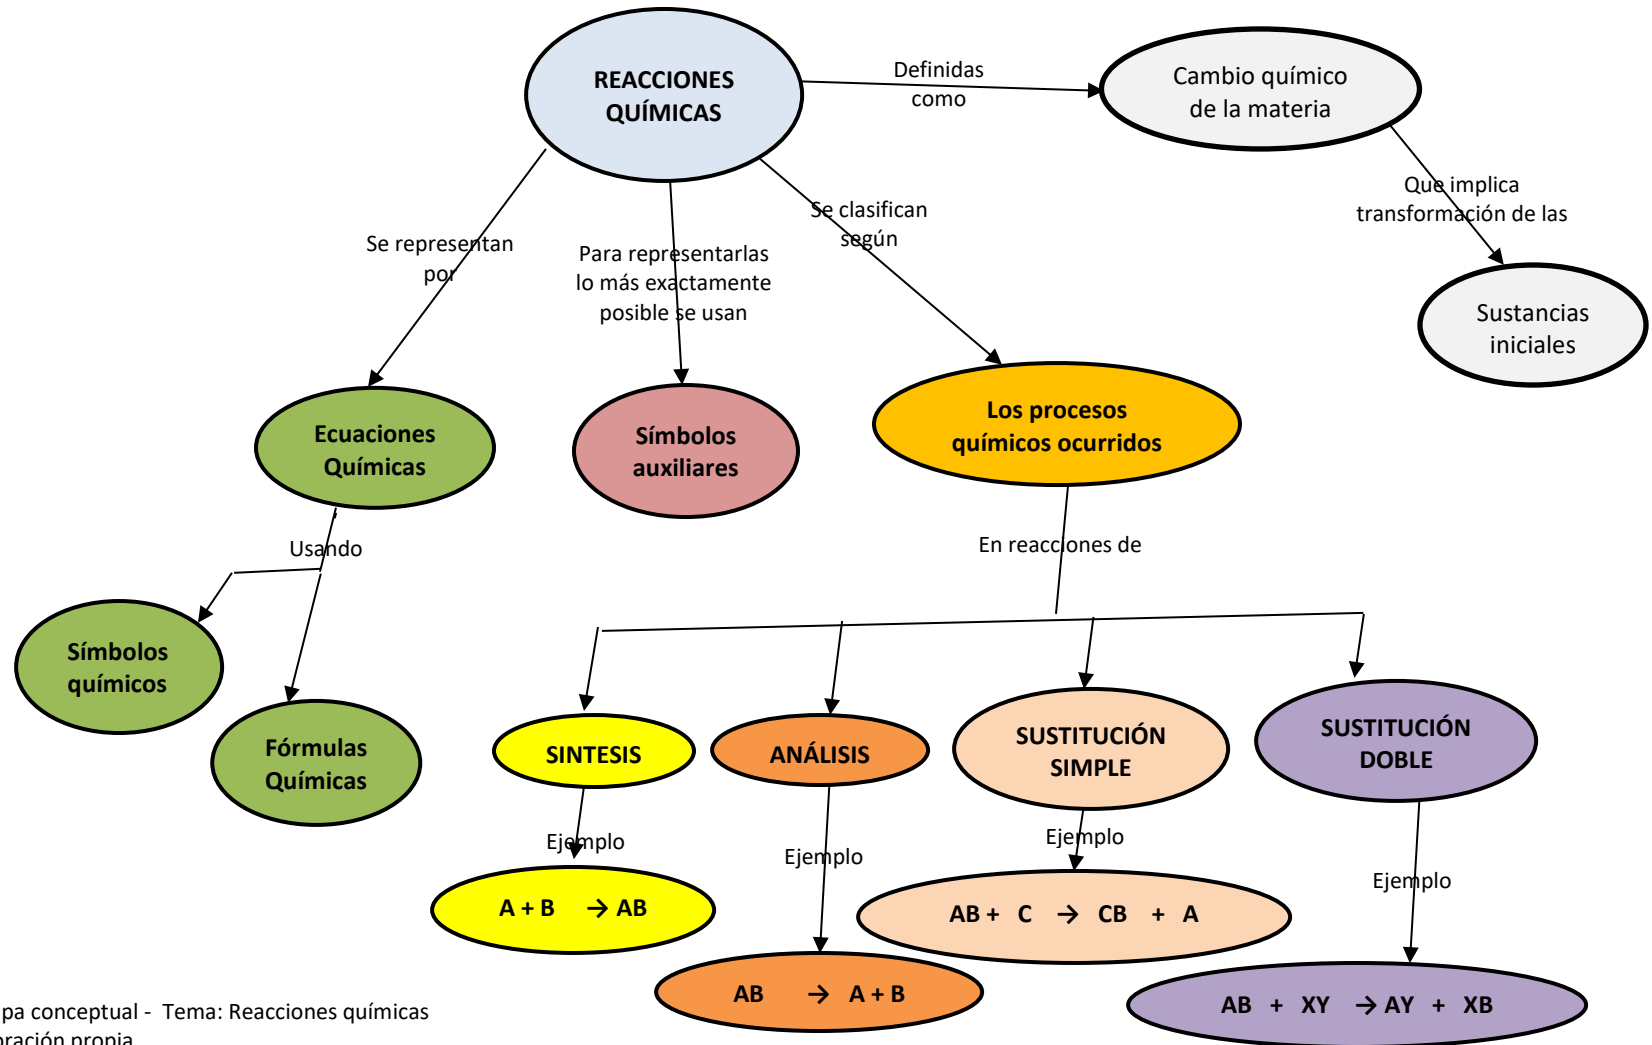 REACCIONES
QUÍMICAS
Definidas
como
Cambio químico
de la materia
Que implica
transformación de las
Sustancias
iniciales
Se representan
por
Para representarlas
lo más exactamente
posible se usan
Se clasifican
según
Ecuaciones
Químicas
Símbolos
auxiliares
Los procesos
químicos ocurridos
Usando
En reacciones de
Símbolos
químicos
Fórmulas
Químicas
SINTESIS
ANÁLISIS
SUSTITUCIÓN
SIMPLE
SUSTITUCIÓN
DOBLE
Ejemplo
Ejemplo
Ejemplo
Ejemplo
A + B → AB
AB → A + B
AB + C → CB + A
AB + XY → AY + XB
pa conceptual - Tema: Reacciones químicas
oración propia